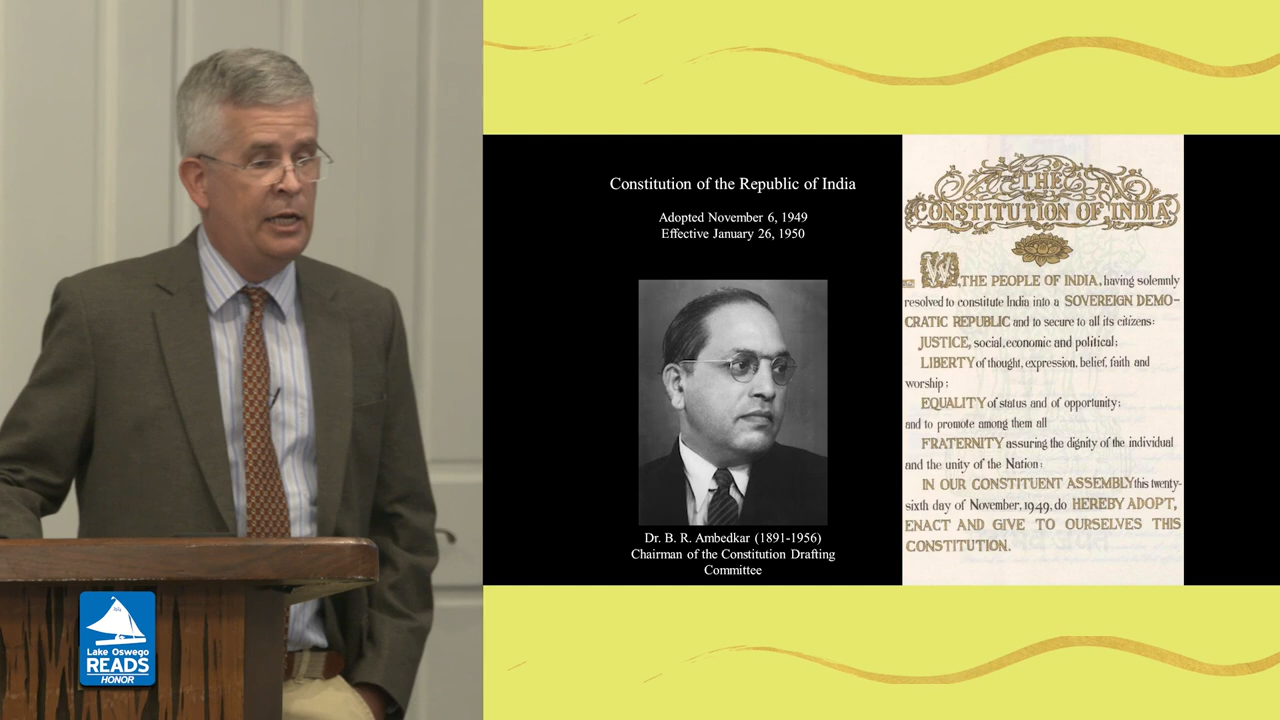 Constitution of the Republic of India
Adopted November 6, 1949
Effective January 26, 1950
Dr. B. R. Ambedkar (1891-1956)
Chairman of the Constitution Drafting
Committee
THE
CONSTITUTION OF INDIA
WE, THE PEOPLE OF INDIA, having solemnly
resolved to constitute India into a SOVEREIGN DEMO-
CRATIC REPUBLIC and to secure to all its citizens:
JUSTICE, social, economic and political;
LIBERTY of thought, expression, belief, faith and
worship;
EQUALITY of status and of opportunity;
and to promote among them all
FRATERNITY assuring the dignity of the individual
and the unity of the Nation;
IN OUR CONSTITUENT ASSEMBLY this twenty-
sixth day of November, 1949, do HEREBY ADOPT,
ENACT AND GIVE TO OURSELVES THIS
CONSTITUTION.
Lake Oswego
READS
HONOR